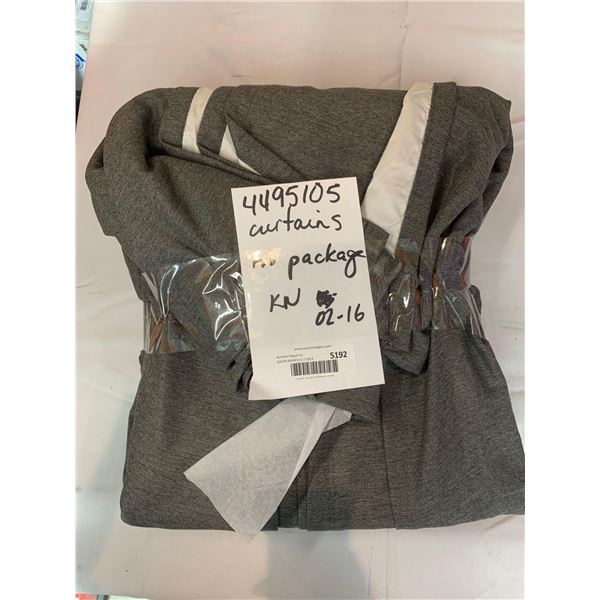 4495105
curtains
package
KN 02-16
5192